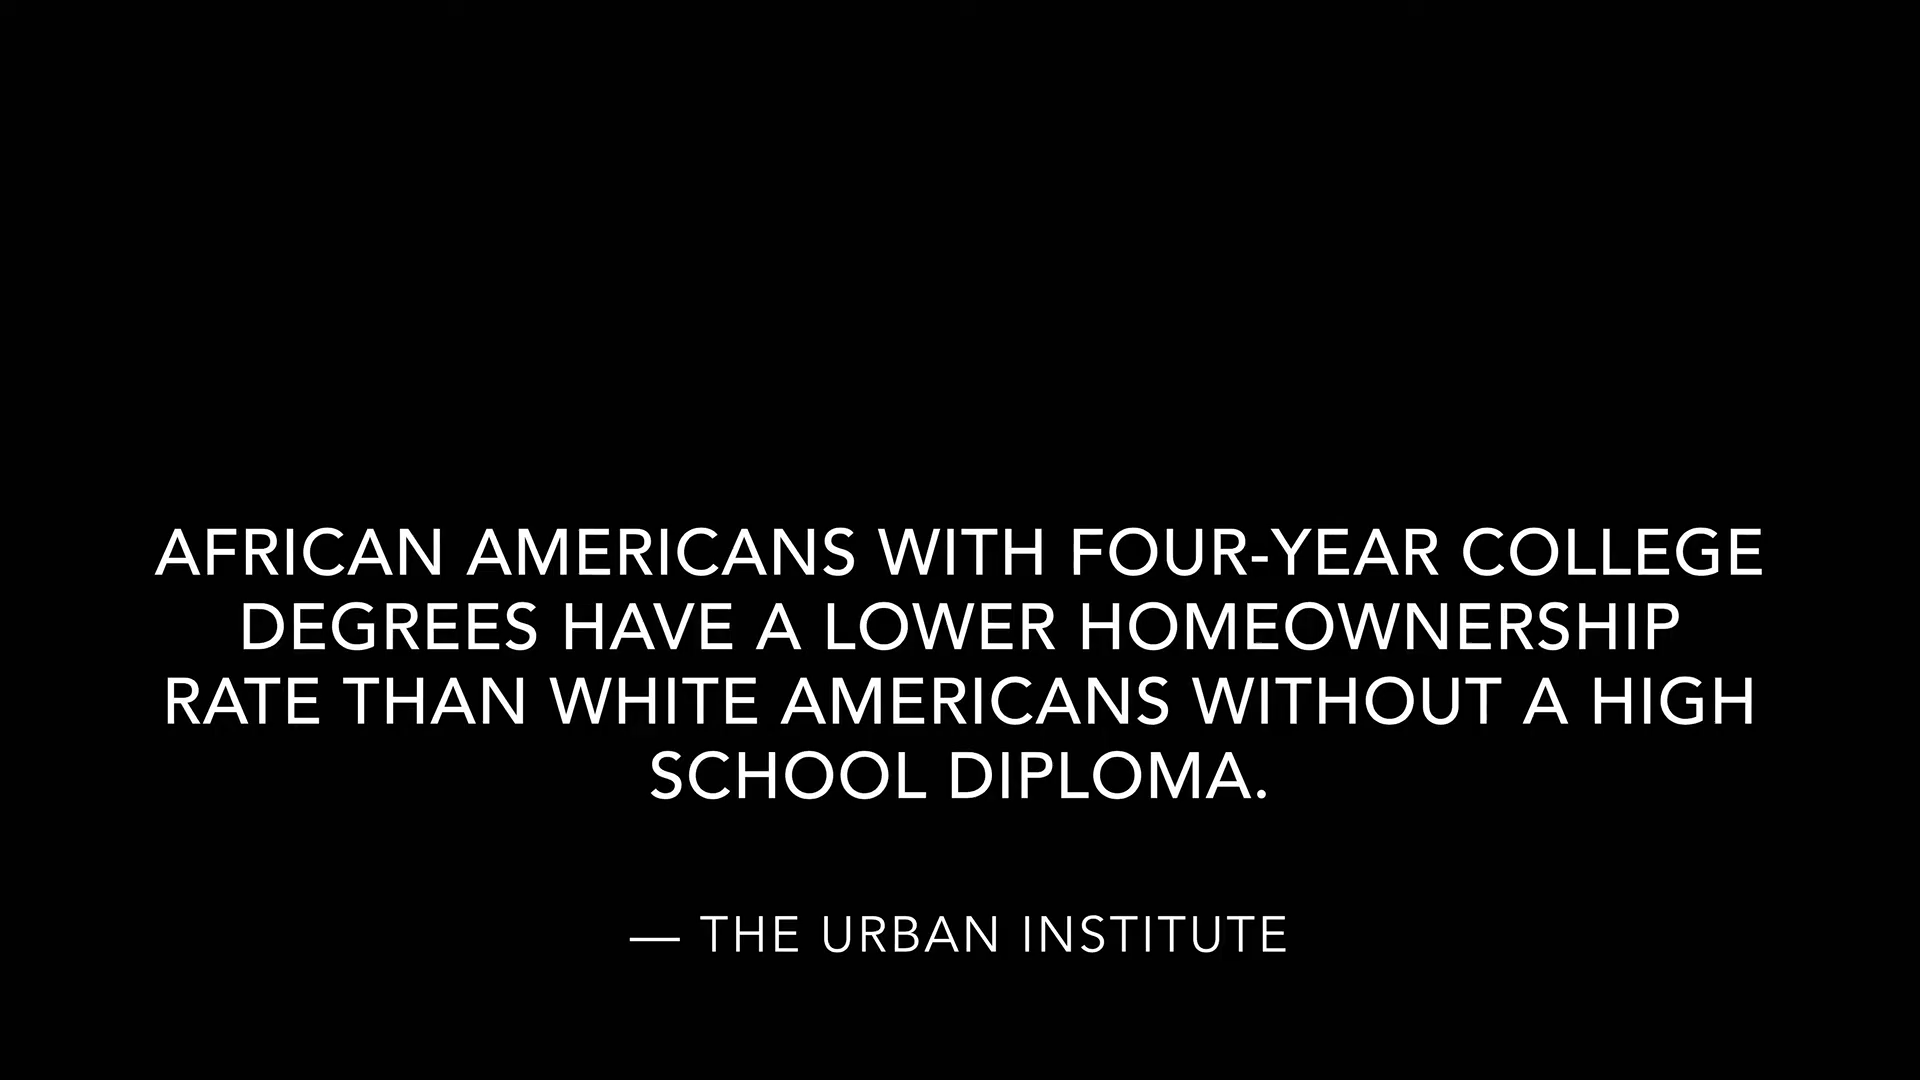 AFRICAN AMERICANS WITH FOUR-YEAR COLLEGE
DEGREES HAVE A LOWER HOMEOWNERSHIP
RATE THAN WHITE AMERICANS WITHOUT A HIGH
SCHOOL DIPLOMA.
— THE URBAN INSTITUTE